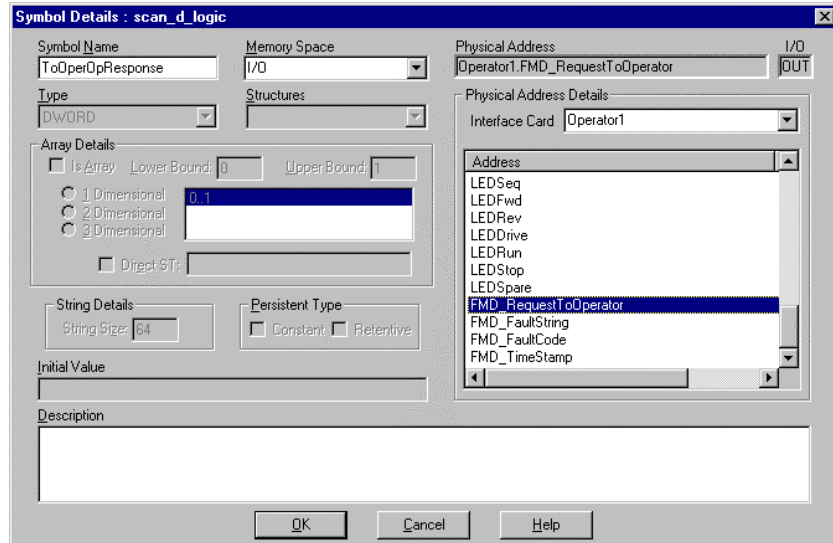 Symbol Details : scan_d_logic
Symbol Name
ToOperOpResponse
Memory Space
I/O
Physical Address
Operator1.FMD_RequestToOperator
I/O
OUT
Type
DWORD
Structures
Physical Address Details
Interface Card
Operator1
Array Details
Is Array
Lower Bound:
0
Upper Bound:
1
1 Dimensional
2 Dimensional
3 Dimensional
0..1
Direct ST:
Address
LEDSeq
LEDFwd
LEDRev
LEDDrive
LEDRun
LEDStop
LEDSpare
FMD_RequestToOperator
FMD_FaultString
FMD_FaultCode
FMD_TimeStamp
String Details
String Size:
64
Persistent Type
Constant
Retentive
Initial Value
Description
OK
Cancel
Help